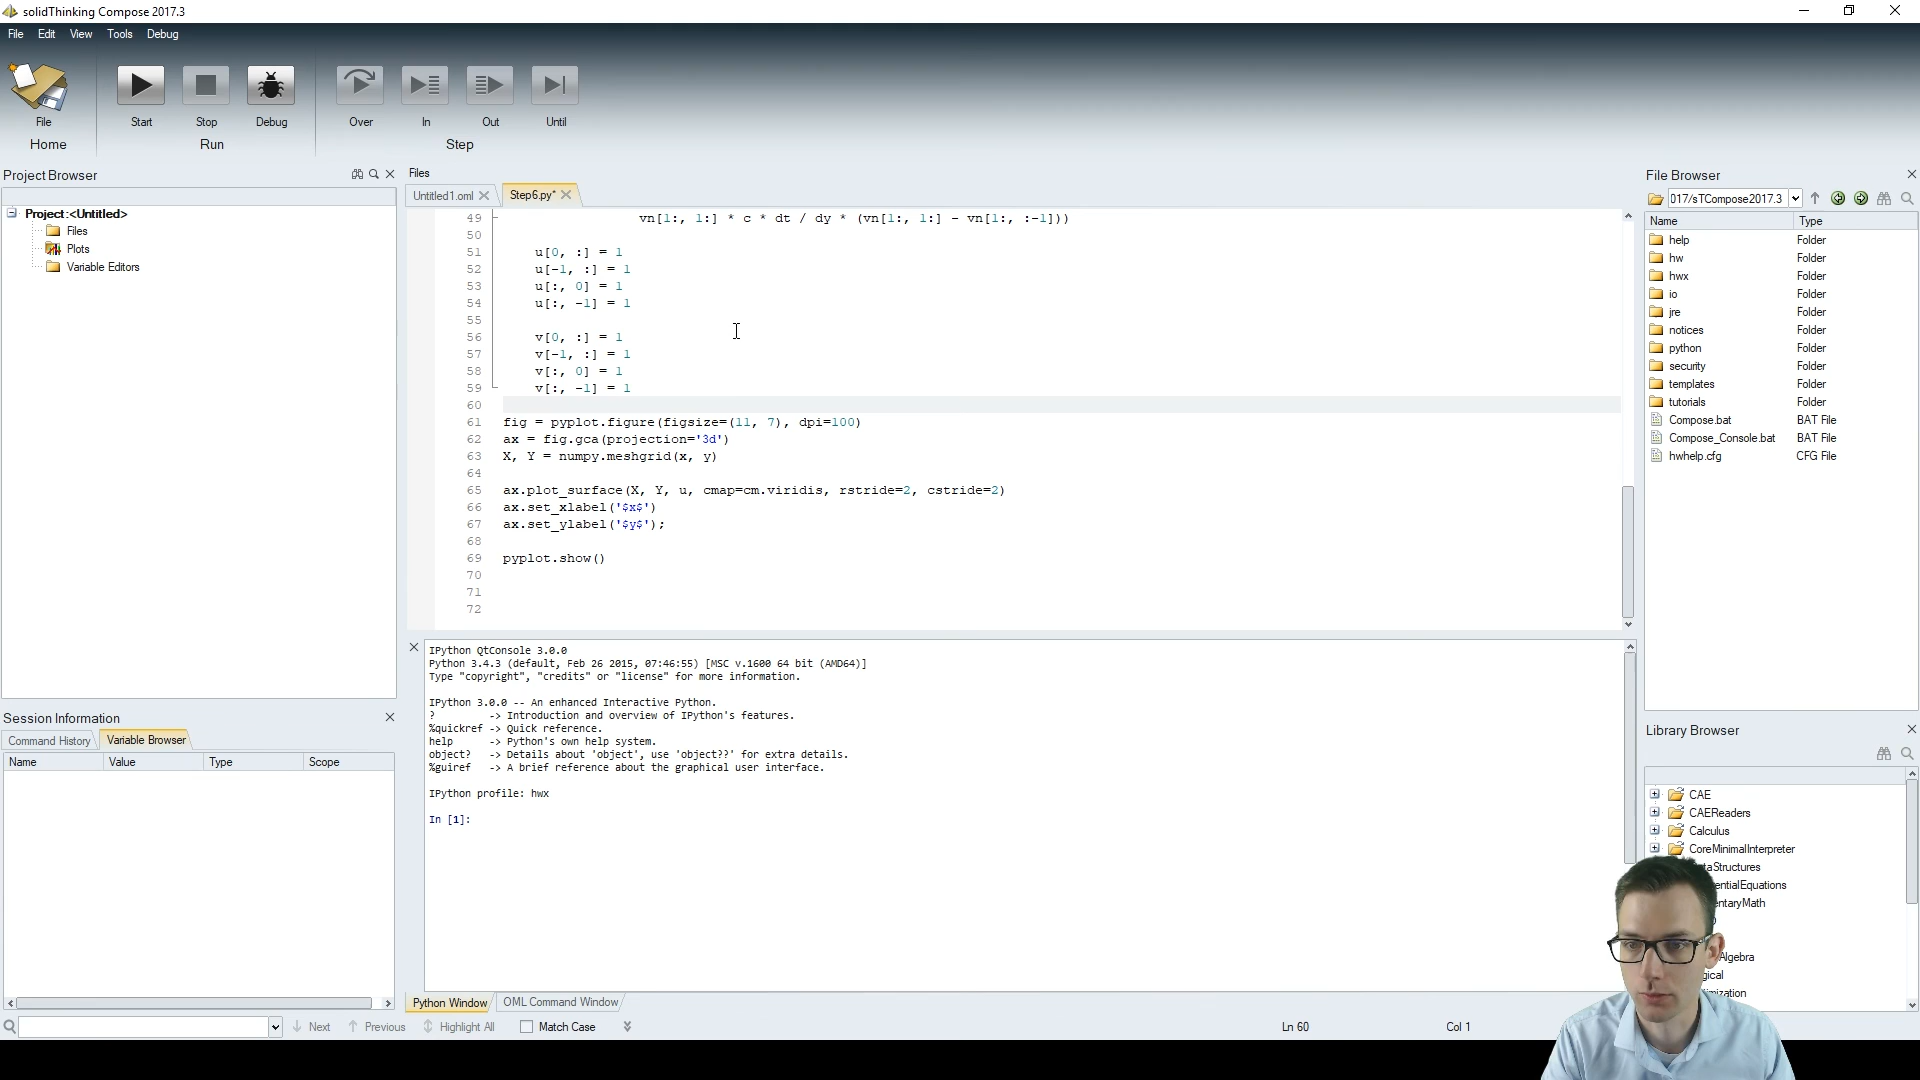 solidThinking Compose 2017.3
File Edit View Tools Debug
File Start Stop Debug Over In Out Until
Home Run Step
Project Browser
Project:<Untitled>
Files
Plots
Variable Editors
Session Information
Command History Variable Browser
Name Value Type Scope
Files
Untitled1.oml Step6.py*
49 vn[1:, 1:] * c * dt / dy * (vn[1:, 1:] - vn[1:, :-1]))
50
51 u[0, :] = 1
52 u[-1, :] = 1
53 u[:, 0] = 1
54 u[:, -1] = 1
55
56 v[0, :] = 1
57 v[-1, :] = 1
58 v[:, 0] = 1
59 v[:, -1] = 1
60
61 fig = pyplot.figure(figsize=(11, 7), dpi=100)
62 ax = fig.gca(projection='3d')
63 X, Y = numpy.meshgrid(x, y)
64
65 ax.plot_surface(X, Y, u, cmap=cm.viridis, rstride=2, cstride=2)
66 ax.set_xlabel('$x$')
67 ax.set_ylabel('$y$');
68
69 pyplot.show()
70
71
72
IPython QtConsole 3.0.0
Python 3.4.3 (default, Feb 26 2015, 07:46:55) [MSC v.1600 64 bit (AMD64)]
Type "copyright", "credits" or "license" for more information.
IPython 3.0.0 -- An enhanced Interactive Python.
? -> Introduction and overview of IPython's features.
%quickref -> Quick reference.
help -> Python's own help system.
object? -> Details about 'object', use 'object??' for extra details.
%guiref -> A brief reference about the graphical user interface.
IPython profile: hwx
In [1]:
Python Window OML Command Window
Next Previous Highlight All Match Case
Ln 60 Col 1
File Browser
017/sTCompose2017.3
Name Type
help Folder
hw Folder
hwx Folder
io Folder
jre Folder
notices Folder
python Folder
security Folder
templates Folder
tutorials Folder
Compose.bat BAT File
Compose_Console.bat BAT File
hwhelp.cfg CFG File
Library Browser
CAE
CAEReaders
Calculus
CoreMinimalInterpreter
taStructures
entialEquations
entaryMath
Algebra
gical
imization